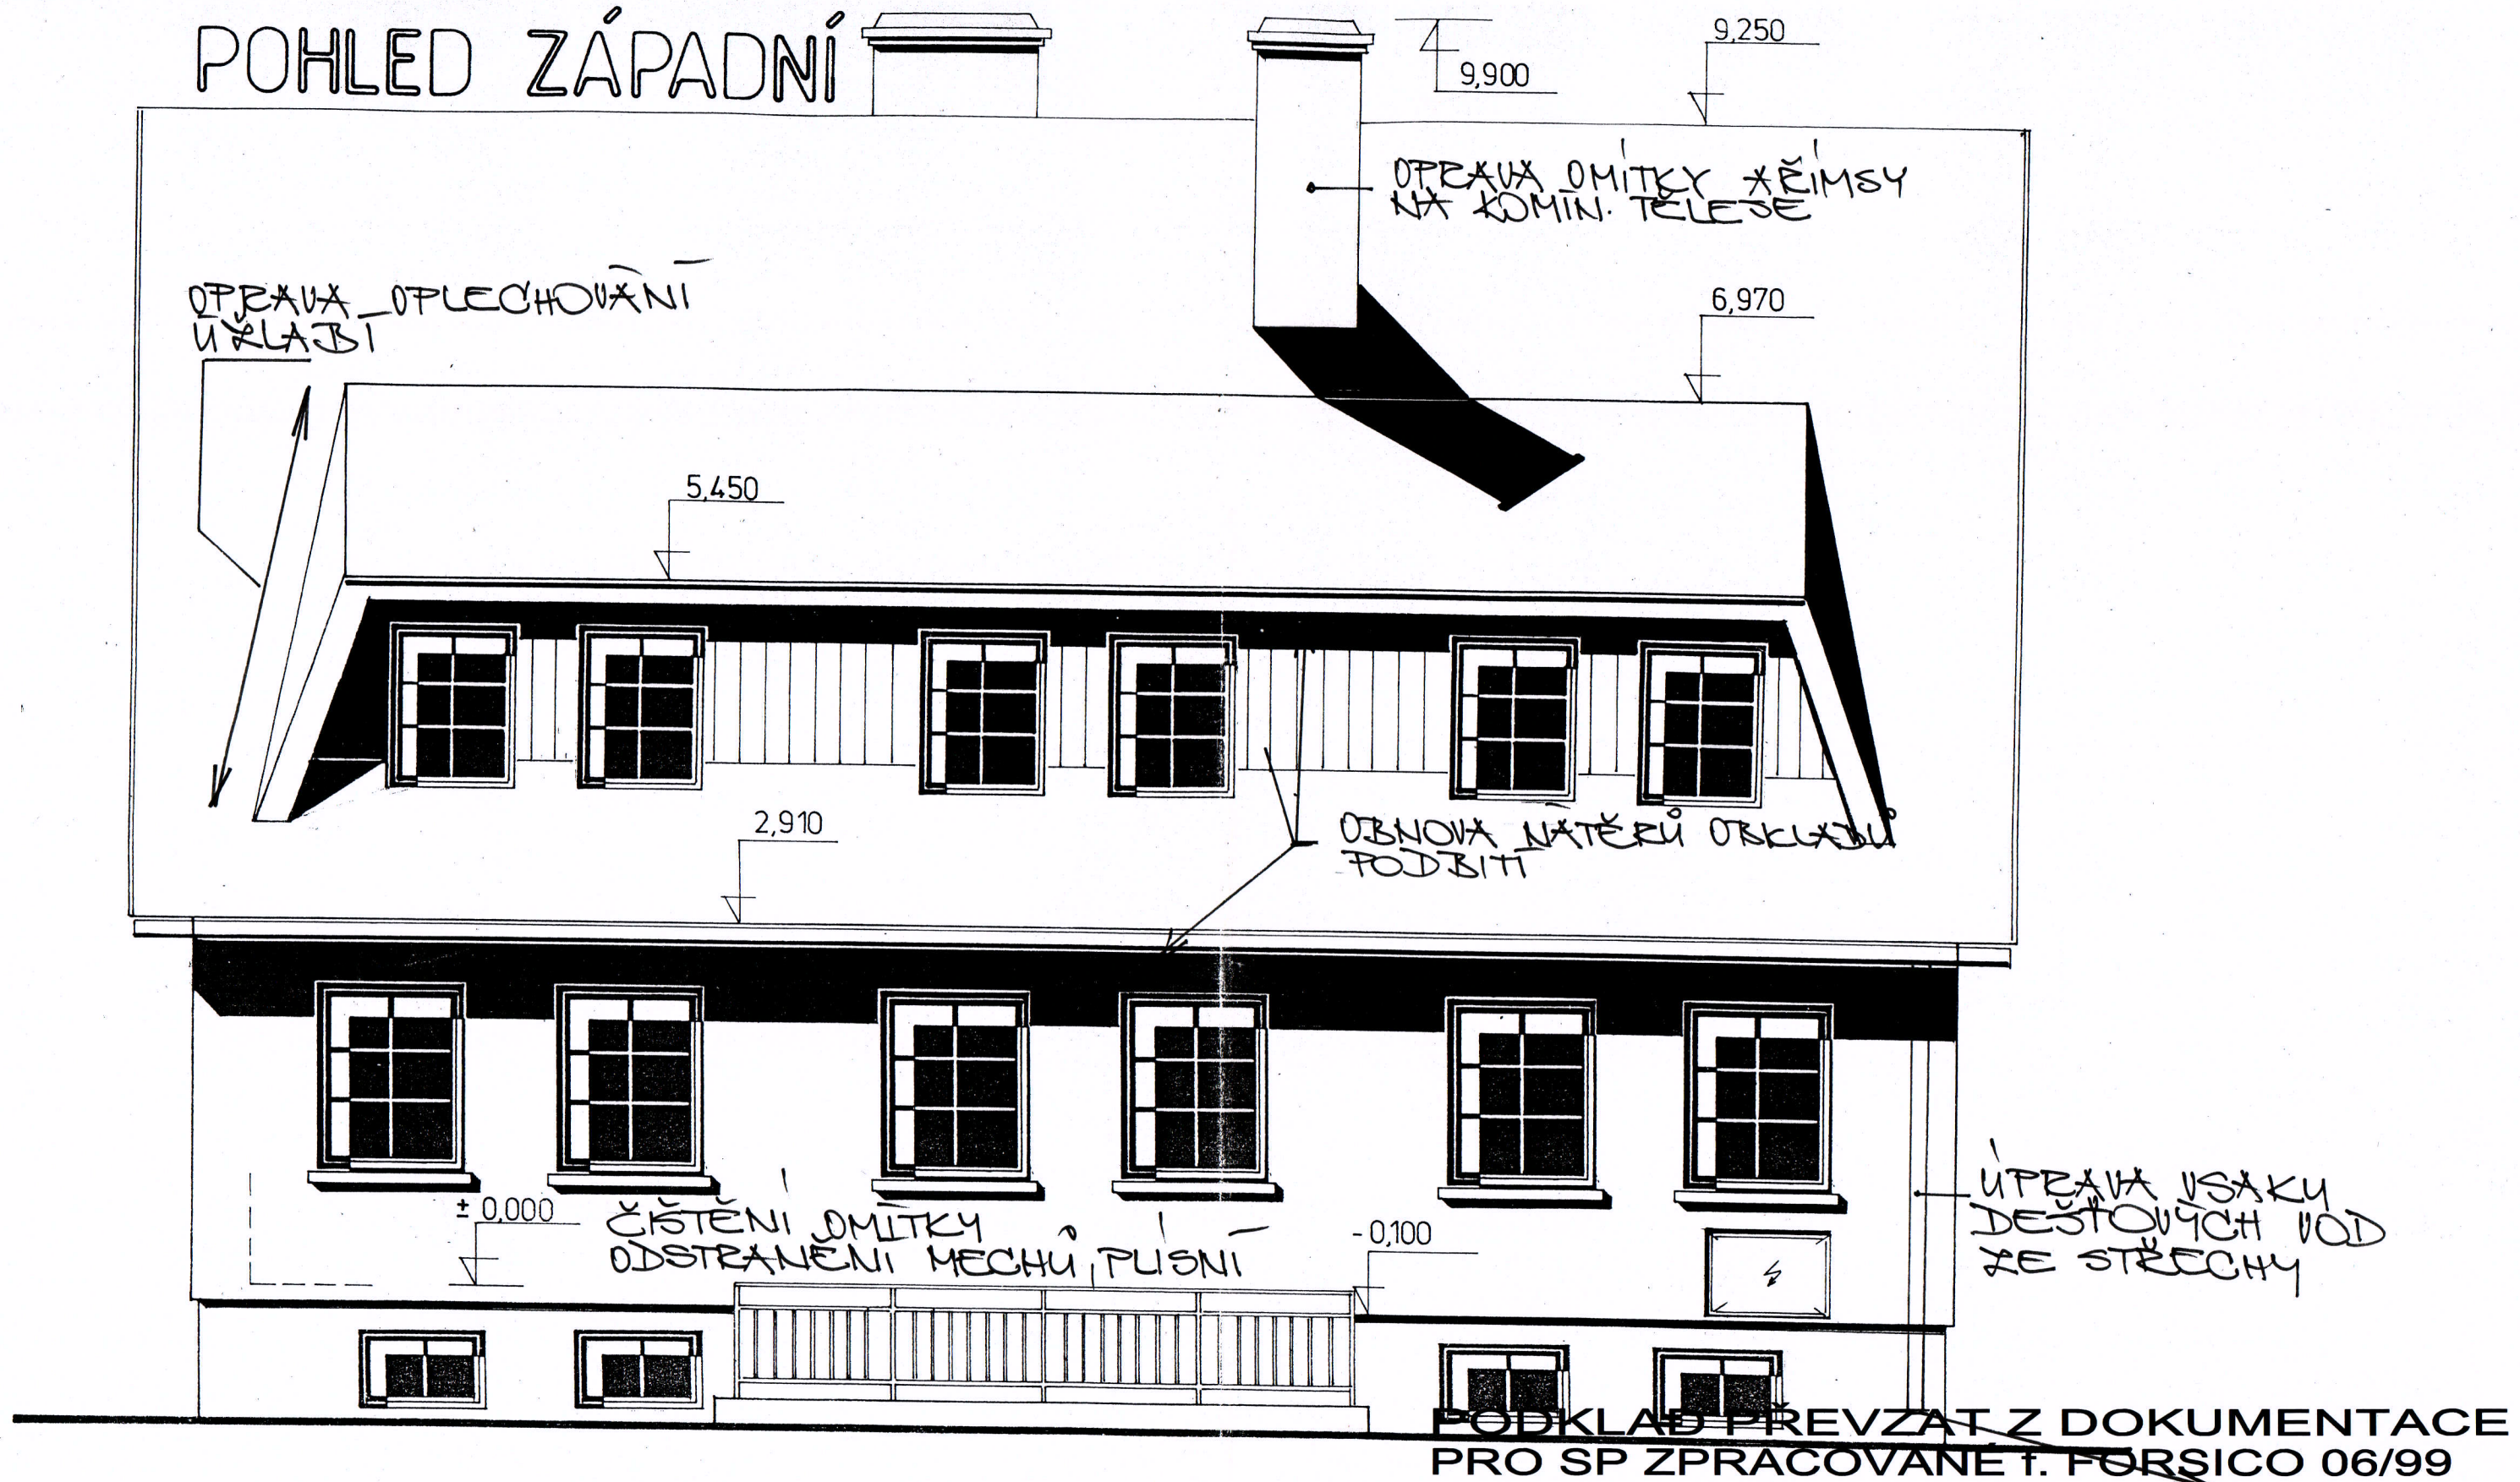 POHLED ZÁPADNÍ
9,250
9,900
OPRAVA OMÍTKY A ŘÍMSY
NA KOMÍN. TĚLESE
OPRAVA OPLECHOVÁNÍ
ÚŽLABÍ
6,970
5,450
2,910
OBNOVA NÁTĚRŮ OBKLADŮ
PODBITÍ
± 0,000
ČIŠTĚNÍ OMÍTKY
ODSTRANĚNÍ MECHŮ, PLÍSNÍ
-0,100
ÚPRAVA VSAKU
DEŠŤOVÝCH VOD
ZE STŘECHY
PODKLAD PŘEVZAT Z DOKUMENTACE
PRO SP ZPRACOVANÉ f. FORSICO 06/99